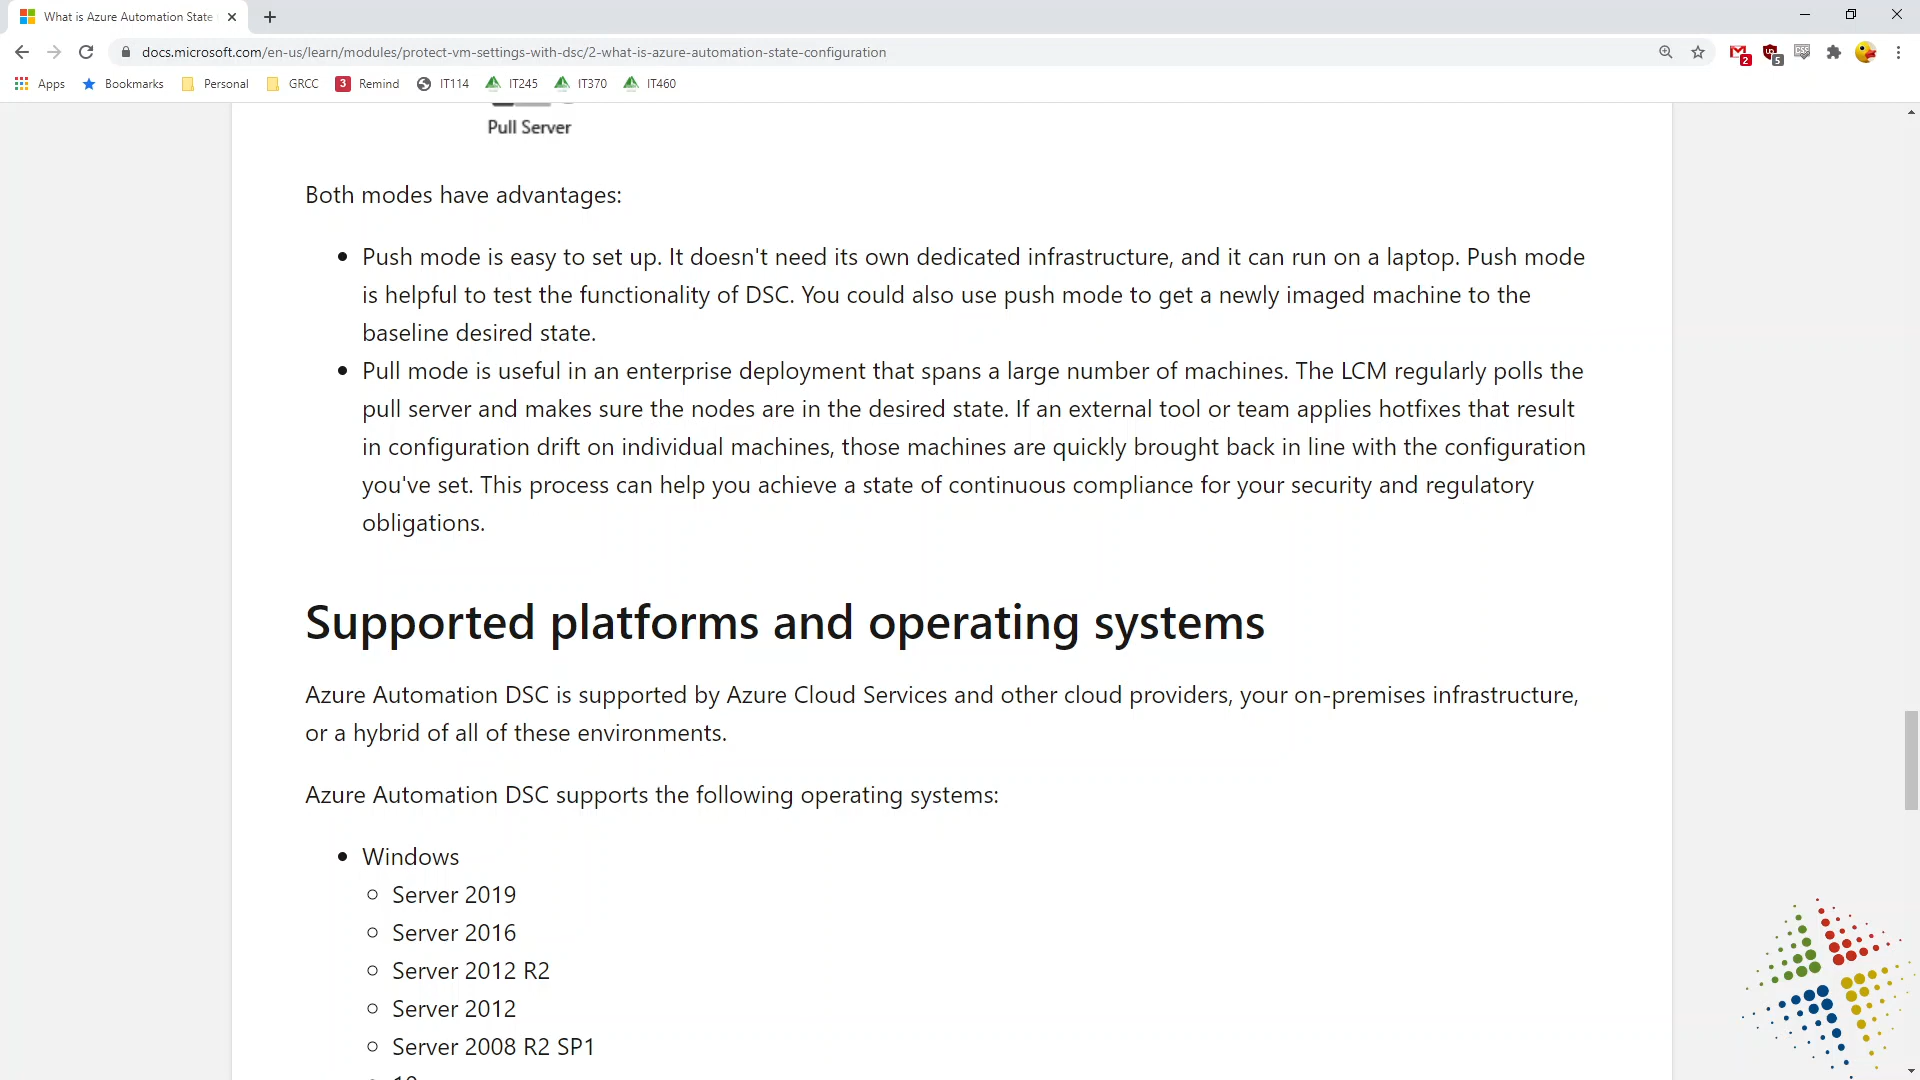 What is Azure Automation State
docs.microsoft.com/en-us/learn/modules/protect-vm-settings-with-dsc/2-what-is-azure-automation-state-configuration
2
5
CSS
Apps
Bookmarks
Personal
GRCC
3
Remind
IT114
IT245
IT370
IT460
Pull Server
Both modes have advantages:
Push mode is easy to set up. It doesn't need its own dedicated infrastructure, and it can run on a laptop. Push mode
is helpful to test the functionality of DSC. You could also use push mode to get a newly imaged machine to the
baseline desired state.
Pull mode is useful in an enterprise deployment that spans a large number of machines. The LCM regularly polls the
pull server and makes sure the nodes are in the desired state. If an external tool or team applies hotfixes that result
in configuration drift on individual machines, those machines are quickly brought back in line with the configuration
you've set. This process can help you achieve a state of continuous compliance for your security and regulatory
obligations.
Supported platforms and operating systems
Azure Automation DSC is supported by Azure Cloud Services and other cloud providers, your on-premises infrastructure,
or a hybrid of all of these environments.
Azure Automation DSC supports the following operating systems:
Windows
Server 2019
Server 2016
Server 2012 R2
Server 2012
Server 2008 R2 SP1